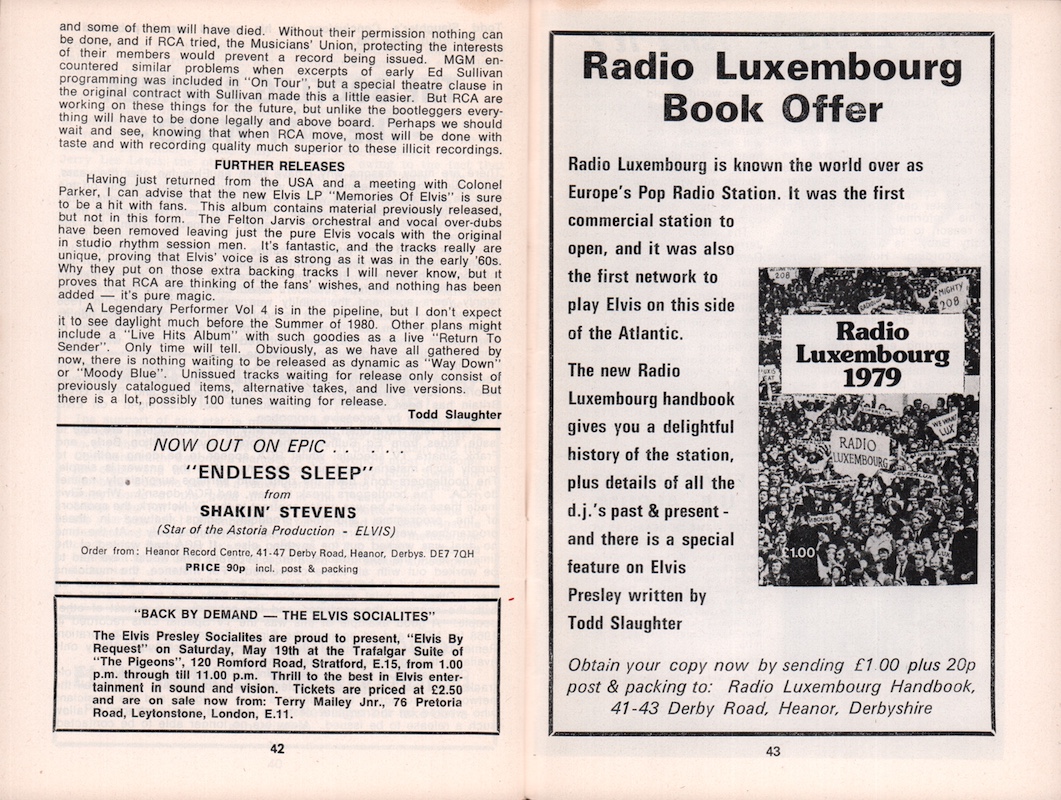 and some of them will have died. Without their permission nothing can
be done, and if RCA tried, the Musicians' Union, protecting the interests
of their members would prevent a record being issued. MGM en-
countered similar problems when excerpts of early Ed Sullivan
programming was included in "On Tour", but a special theatre clause in
the original contract with Sullivan made this a little easier. But RCA are
working on these things for the future, but unlike the bootleggers every-
thing will have to be done legally and above board. Perhaps we should
wait and see, knowing that when RCA move, most will be done with
taste and with recording quality much superior to these illicit recordings.
FURTHER RELEASES
Having just returned from the USA and a meeting with Colonel
Parker, I can advise that the new Elvis LP "Memories Of Elvis" is sure
to be a hit with fans. This album contains material previously released,
but not in this form. The Felton Jarvis orchestral and vocal over-dubs
have been removed leaving just the pure Elvis vocals with the original
in studio rhythm session men. It's fantastic, and the tracks really are
unique, proving that Elvis' voice is as strong as it was in the early '60s.
Why they put on those extra backing tracks I will never know, but it
proves that RCA are thinking of the fans' wishes, and nothing has been
added — it's pure magic.
A Legendary Performer Vol 4 is in the pipeline, but I don't expect
it to see daylight much before the Summer of 1980. Other plans might
include a "Live Hits Album" with such goodies as a live "Return To
Sender". Only time will tell. Obviously, as we have all gathered by
now, there is nothing waiting to be released as dynamic as "Way Down"
or "Moody Blue". Unissued tracks waiting for release only consist of
previously catalogued items, alternative takes, and live versions. But
there is a lot, possibly 100 tunes waiting for release.
Todd Slaughter
NOW OUT ON EPIC . . . . . .
"ENDLESS SLEEP"
from
SHAKIN' STEVENS
(Star of the Astoria Production - ELVIS)
Order from: Heanor Record Centre, 41-47 Derby Road, Heanor, Derbys. DE7 7QH
PRICE 90p incl. post & packing
"BACK BY DEMAND — THE ELVIS SOCIALITES"
The Elvis Presley Socialites are proud to present, "Elvis By
Request" on Saturday, May 19th at the Trafalgar Suite of
"The Pigeons", 120 Romford Road, Stratford, E.15, from 1.00
p.m. through till 11.00 p.m. Thrill to the best in Elvis enter-
tainment in sound and vision. Tickets are priced at £2.50
and are on sale now from: Terry Mailey Jnr., 76 Pretoria
Road, Leytonstone, London, E.11.
42
Radio Luxembourg
Book Offer
Radio Luxembourg is known the world over as
Europe's Pop Radio Station. It was the first
commercial station to
open, and it was also
the first network to
play Elvis on this side
of the Atlantic.
The new Radio
Luxembourg handbook
gives you a delightful
history of the station,
plus details of all the
d.j.'s past & present -
and there is a special
feature on Elvis
Presley written by
Todd Slaughter
208
MIGHTY
208
Radio
Luxembourg
1979
WE WANT
LUX
RADIO
LUXEMBOURG
£1.00
Obtain your copy now by sending £1 00 plus 20p
post & packing to: Radio Luxembourg Handbook,
41-43 Derby Road, Heanor, Derbyshire
43